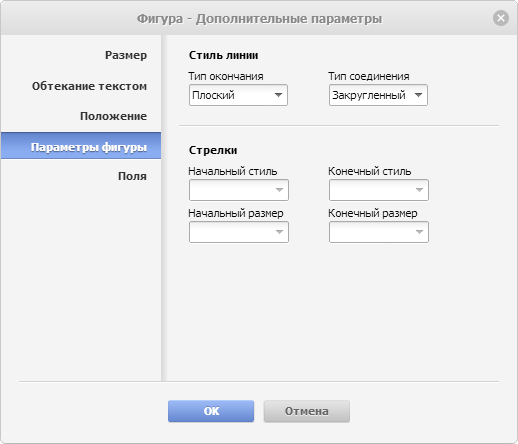 Фигура - Дополнительные параметры
Размер
Обтекание текстом
Положение
Параметры фигуры
Поля
Стиль линии
Тип окончания Тип соединения
Плоский Закругленный
Стрелки
Начальный стиль Конечный стиль
Начальный размер Конечный размер
OK Отмена